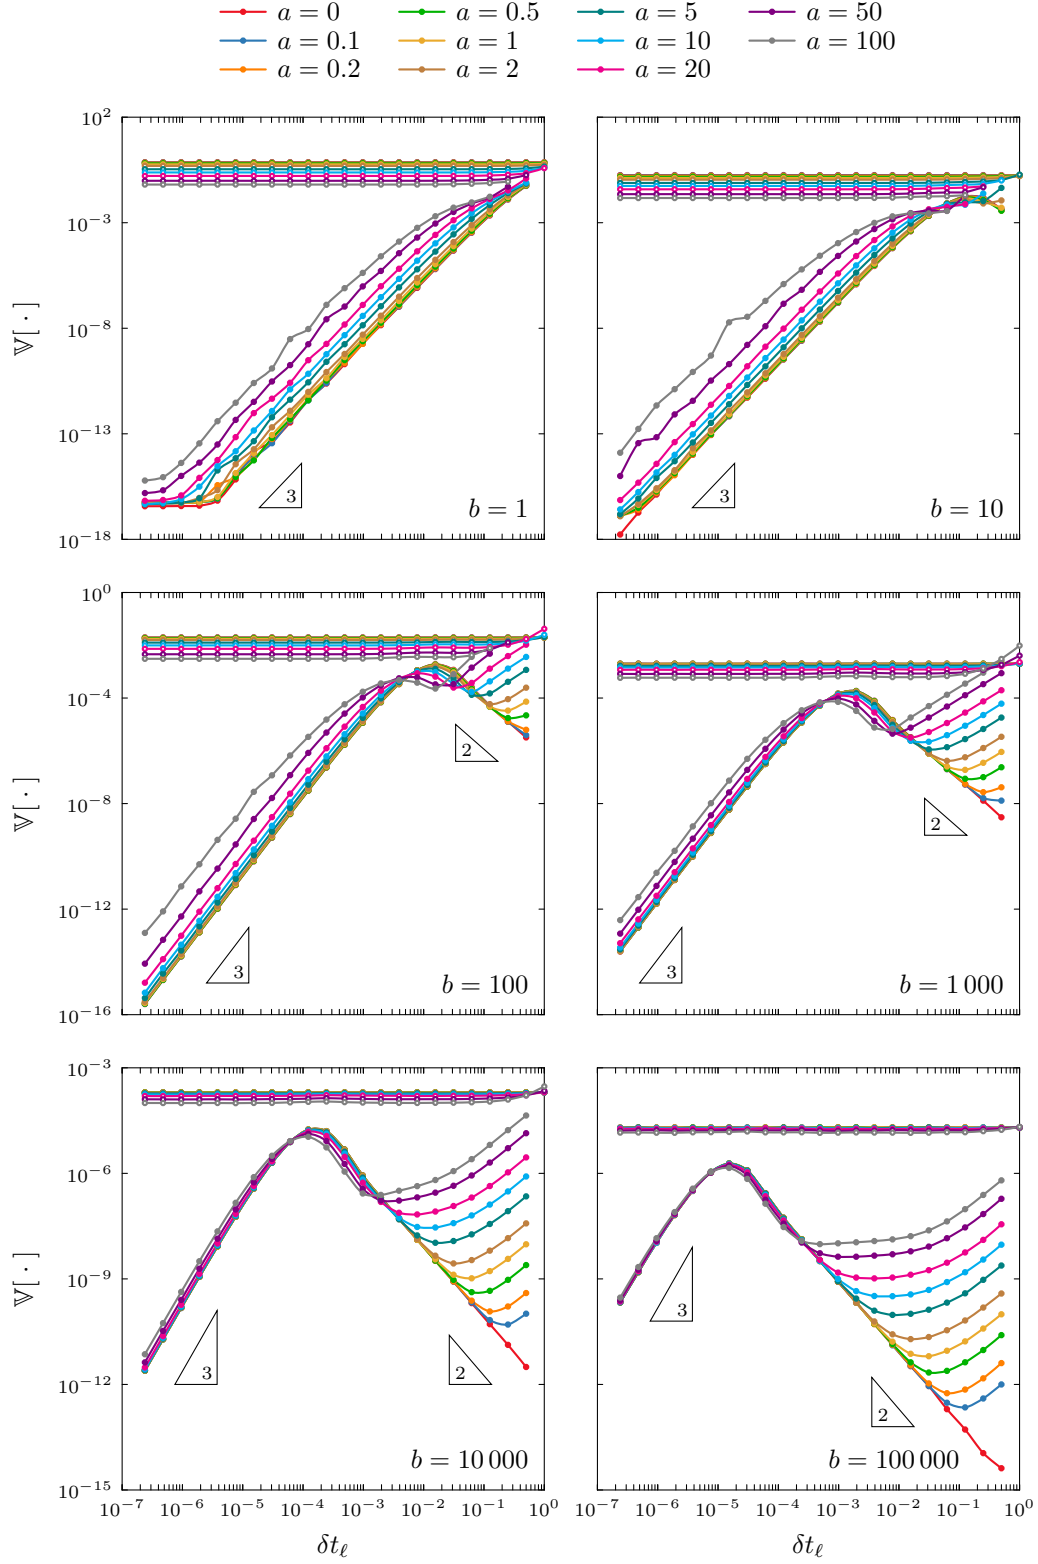 a = 0 a = 0.5 a = 5 a = 50
a = 0.1 a = 1 a = 10 a = 100
a = 0.2 a = 2 a = 20
10^2
10^−3
10^−8
10^−13
10^−18
𝕍[ · ]
3
b = 1
3
b = 10
10^0
10^−4
10^−8
10^−12
10^−16
𝕍[ · ]
2
3
b = 100
2
3
b = 1 000
10^−3
10^−6
10^−9
10^−12
10^−15
𝕍[ · ]
3
2
b = 10 000
3
2
b = 100 000
10^−7 10^−6 10^−5 10^−4 10^−3 10^−2 10^−1 10^0
10^−7 10^−6 10^−5 10^−4 10^−3 10^−2 10^−1 10^0
δt_ℓ
δt_ℓ